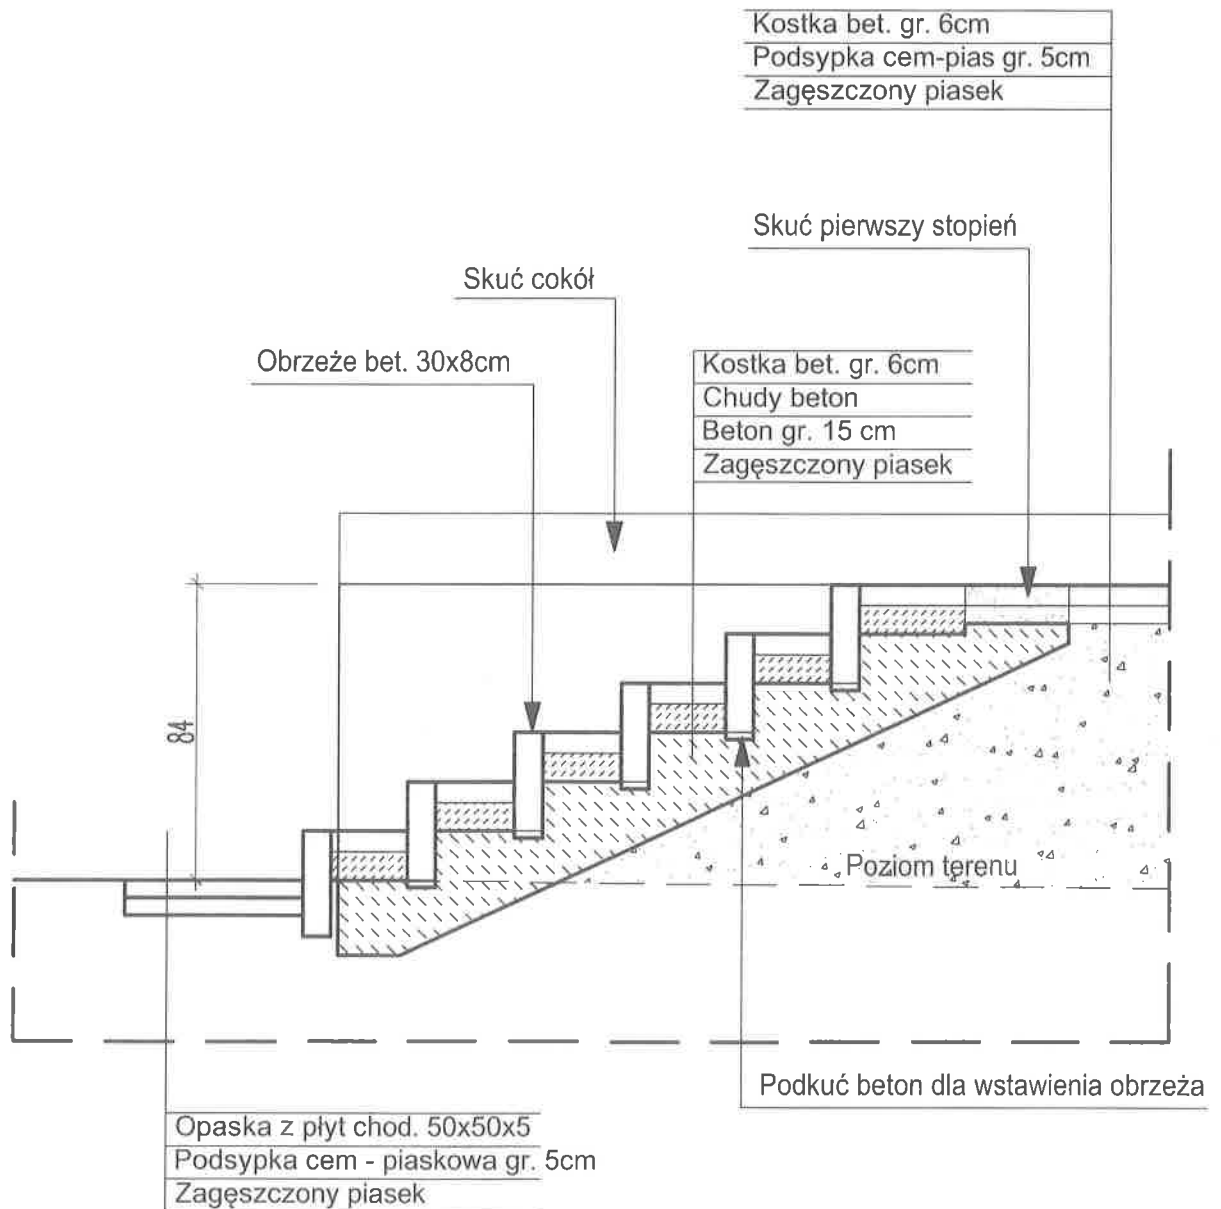 Kostka bet. gr. 6cm
Podsypka cem-pias gr. 5cm
Zagęszczony piasek
Skuć pierwszy stopień
Skuć cokół
Obrzeże bet. 30x8cm
Kostka bet. gr. 6cm
Chudy beton
Beton gr. 15 cm
Zagęszczony piasek
84
Poziom terenu
Podkuć beton dla wstawienia obrzeża
Opaska z płyt chod. 50x50x5
Podsypka cem - piaskowa gr. 5cm
Zagęszczony piasek